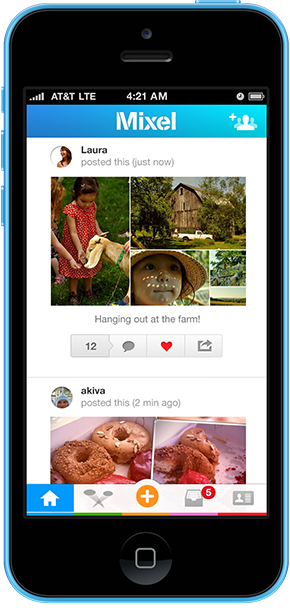 AT&T LTE 4:21 AM
Mixel
Laura
posted this (just now)
Hanging out at the farm!
12
akiva
posted this (2 min ago)
5